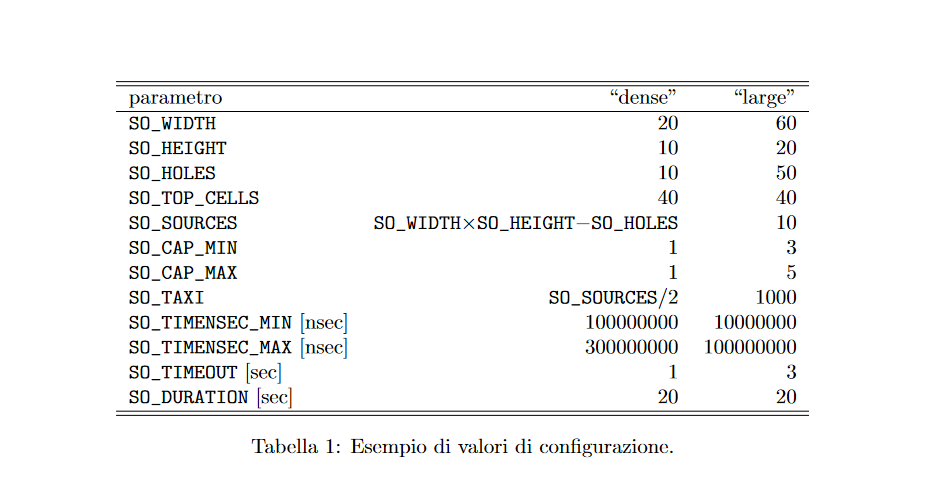 parametro “dense” “large”
SO_WIDTH 20 60
SO_HEIGHT 10 20
SO_HOLES 10 50
SO_TOP_CELLS 40 40
SO_SOURCES SO_WIDTH×SO_HEIGHT−SO_HOLES 10
SO_CAP_MIN 1 3
SO_CAP_MAX 1 5
SO_TAXI SO_SOURCES/2 1000
SO_TIMENSEC_MIN [nsec] 100000000 10000000
SO_TIMENSEC_MAX [nsec] 300000000 100000000
SO_TIMEOUT [sec] 1 3
SO_DURATION [sec] 20 20
Tabella 1: Esempio di valori di configurazione.